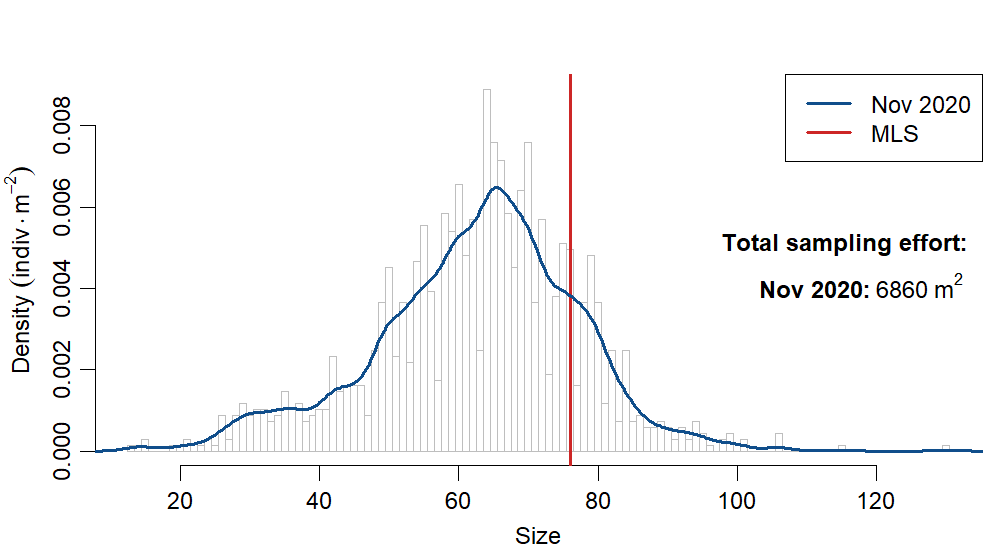 Nov 2020
MLS
Total sampling effort:
Nov 2020: 6860 m²
Density (indiv · m⁻²)
0.008
0.006
0.004
0.002
0.000
20 40 60 80 100 120
Size